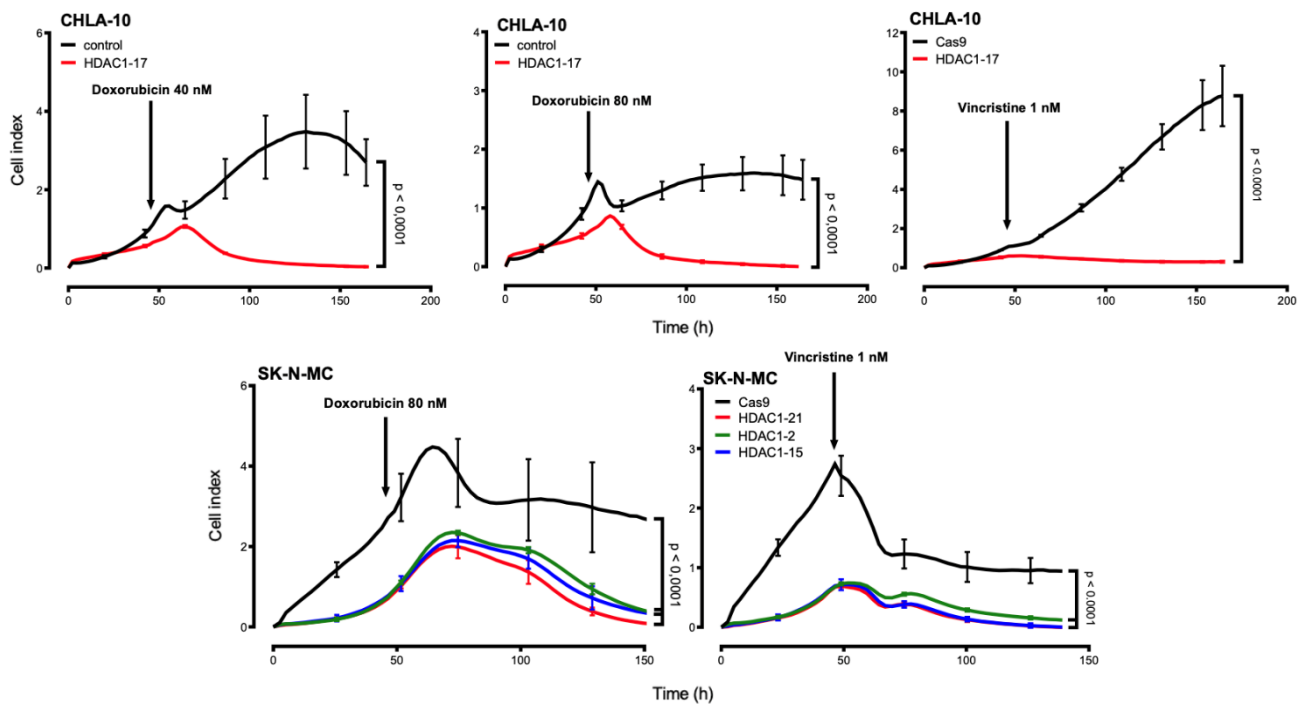 CHLA-10
control
HDAC1-17
Doxorubicin 40 nM
Cell index
6
4
2
0
0 50 100 150 200
p < 0,0001
CHLA-10
control
HDAC1-17
Doxorubicin 80 nM
4
3
2
1
0
0 50 100 150 200
p < 0,0001
Time (h)
CHLA-10
Cas9
HDAC1-17
Vincristine 1 nM
12
10
8
6
4
2
0
0 50 100 150 200
p < 0.0001
SK-N-MC
Doxorubicin 80 nM
Cell index
6
4
2
0
0 50 100 150
p < 0,0001
Time (h)
Vincristine 1 nM
SK-N-MC
Cas9
HDAC1-21
HDAC1-2
HDAC1-15
4
3
2
1
0
0 50 100 150
p < 0.0001
Time (h)